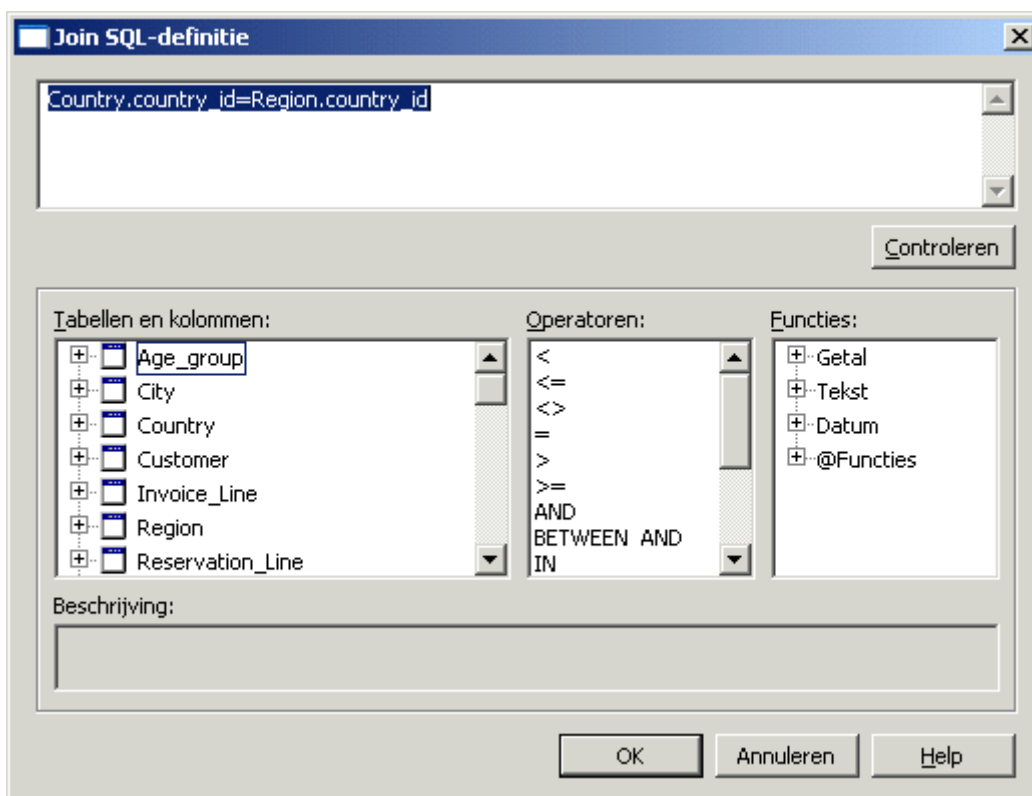 Join SQL-definitie
Country.country_id=Region.country_id
Controleren
Tabellen en kolommen:
Age_group
City
Country
Customer
Invoice_Line
Region
Reservation_Line
Operatoren:
<
<=
<>
=
>
>=
AND
BETWEEN AND
IN
Functies:
Getal
Tekst
Datum
@Functies
Beschrijving:
OK
Annuleren
Help